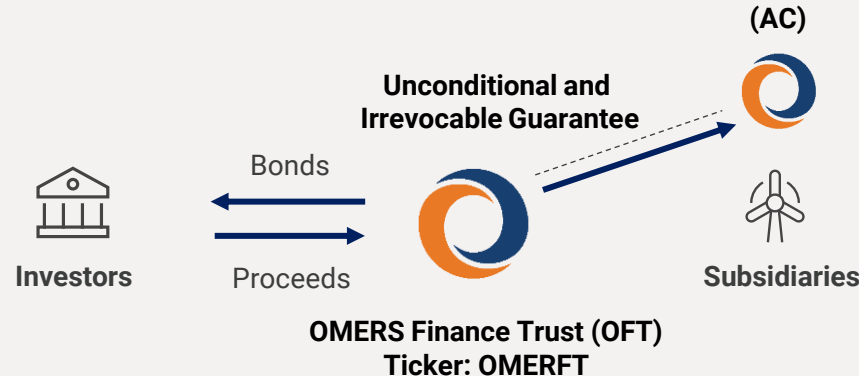 (AC)
Unconditional and
Irrevocable Guarantee
Bonds
Investors
Proceeds
Subsidiaries
OMERS Finance Trust (OFT)
Ticker: OMERFT